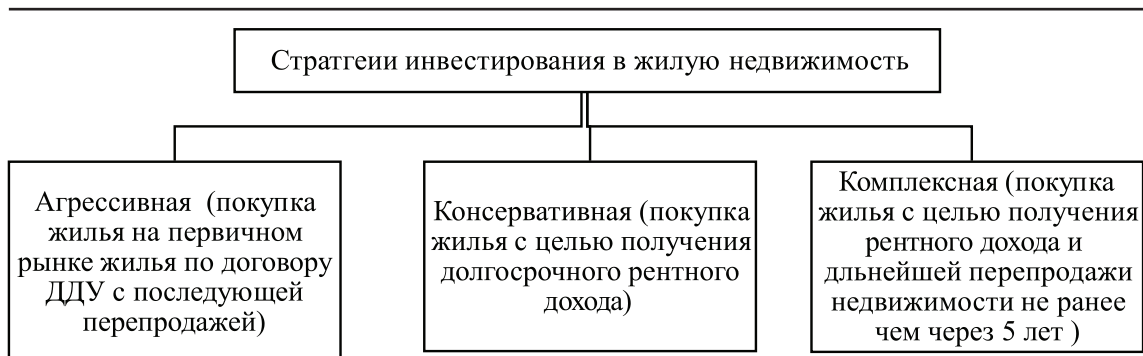 Стратгеии инвестирования в жилую недвижимость
Агрессивная (покупка
жилья на первичном
рынке жилья по договору
ДДУ с последующей
перепродажей)
Консервативная (покупка
жилья с целью получения
долгосрочного рентного
дохода)
Комплексная (покупка
жилья с целью получения
рентного дохода и
дльнейшей перепродажи
недвижимости не ранее
чем через 5 лет )